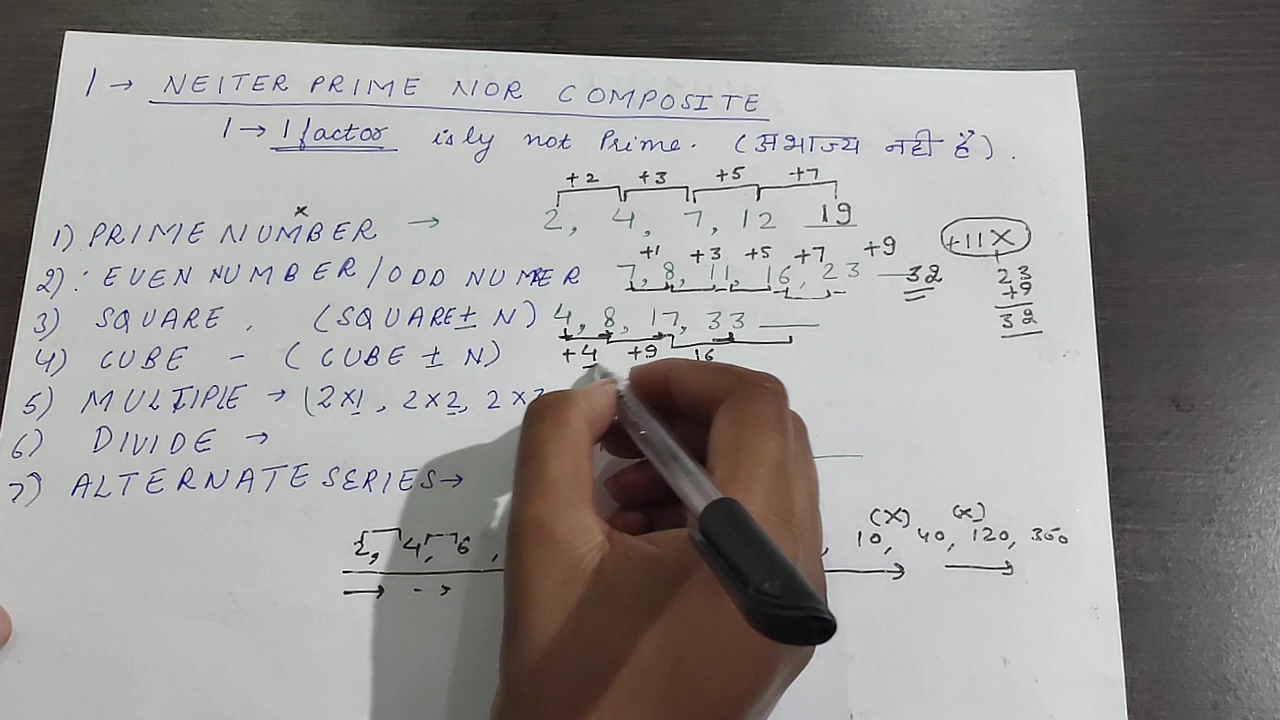 1 → NEITER PRIME NOR COMPOSITE
1 → 1 factor isly not Prime. (अभाज्य नही हैं).
+2 +3 +5 +7
1) PRIME NUMBER → 2, 4, 7, 12 19
x
+1 +3 +5 +7 +9
2) : EVEN NUMBER / ODD NUMBER 7, 8, 11, 16, 23 32
+11X
23
+9
32
3) SQUARE, (SQUARE ± N) 4, 8, 17, 33
+4 +9 16
4) CUBE - (CUBE ± N)
5) MULTIPLE → (2×1, 2×2, 2×
6) DIVIDE →
7) ALTERNATE SERIES →
2, 4, 6, , 10, 40, 120, 360
(X) (x)